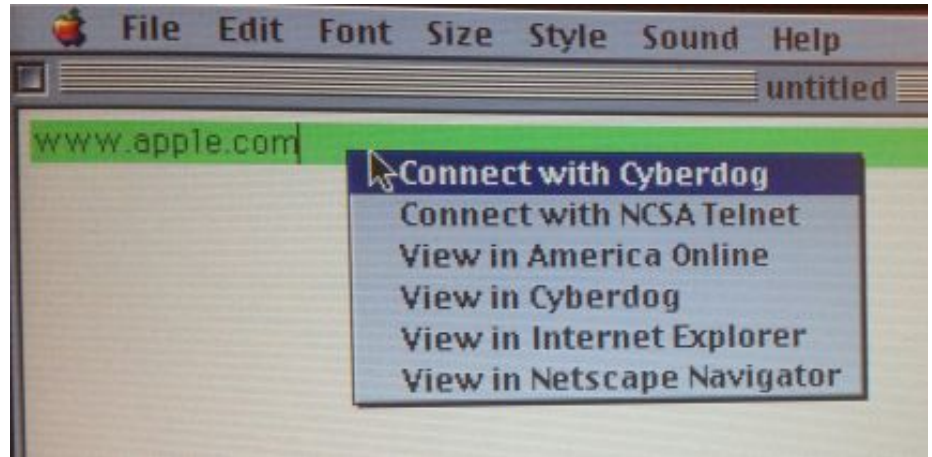 File Edit Font Size Style Sound Help
untitled
www.apple.com
Connect with Cyberdog
Connect with NCSA Telnet
View in America Online
View in Cyberdog
View in Internet Explorer
View in Netscape Navigator